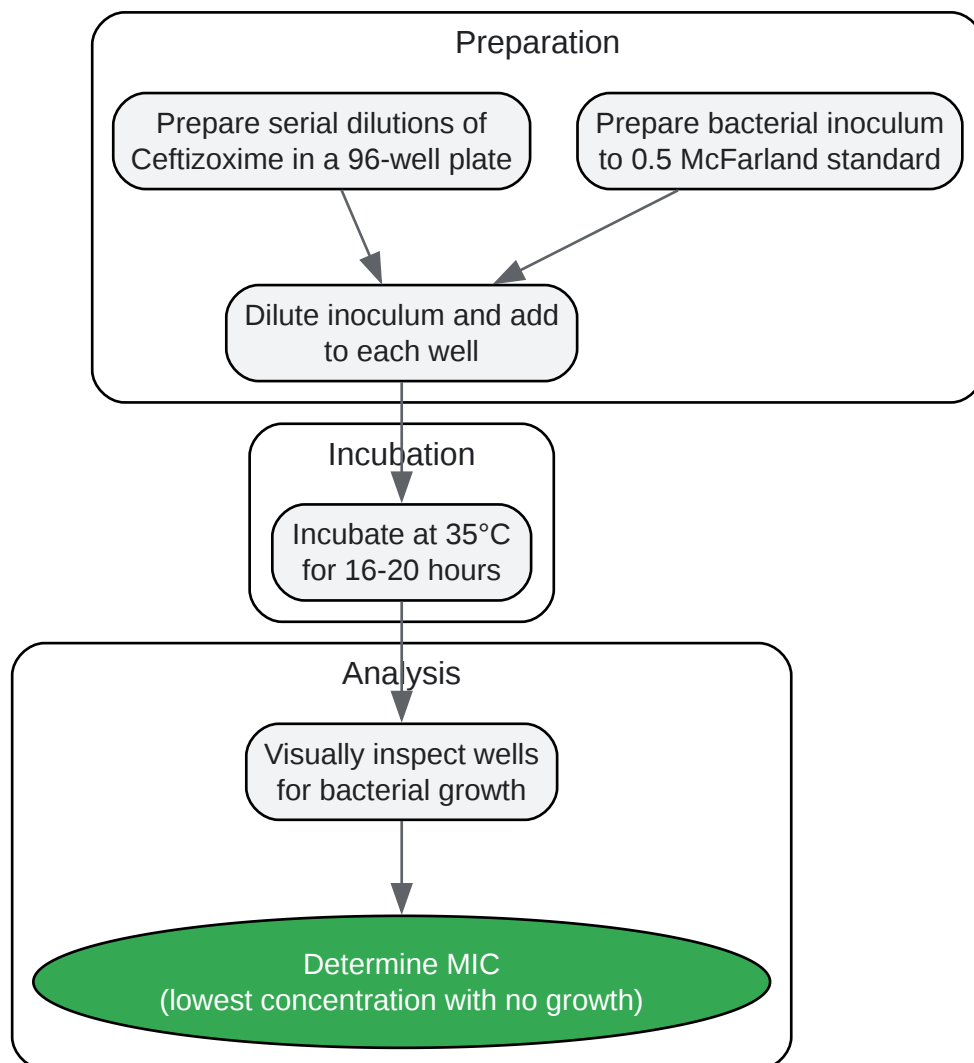 Preparation
Prepare serial dilutions of
Ceftizoxime in a 96-well plate
Prepare bacterial inoculum
to 0.5 McFarland standard
Dilute inoculum and add
to each well
Incubation
Incubate at 35°C
for 16-20 hours
Analysis
Visually inspect wells
for bacterial growth
Determine MIC
(lowest concentration with no growth)